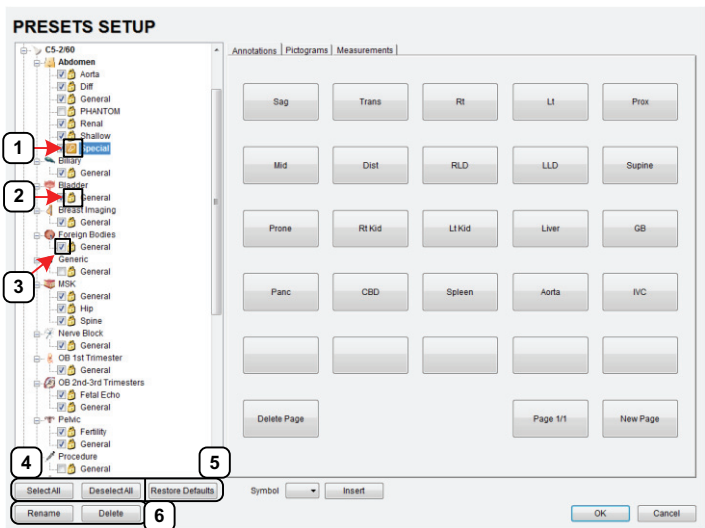 PRESETS SETUP
C5-2/60
Abdomen
Aorta
Diff
General
PHANTOM
Renal
Shallow
1
Special
Biliary
General
Bladder
2
General
Breast Imaging
General
Foreign Bodies
General
Generic
3
General
MSK
General
Hip
Spine
Nerve Block
General
OB 1st Trimester
General
OB 2nd-3rd Trimesters
Fetal Echo
General
Pelvic
Fertility
General
Procedure
General
Annotations Pictograms Measurements
Sag Trans Rt Lt Prox
Mid Dist RLD LLD Supine
Prone Rt Kid Lt Kid Liver GB
Panc CBD Spleen Aorta IVC
Delete Page Page 1/1 New Page
4 5
Select All Deselect All Restore Defaults Symbol Insert
Rename Delete 6 OK Cancel